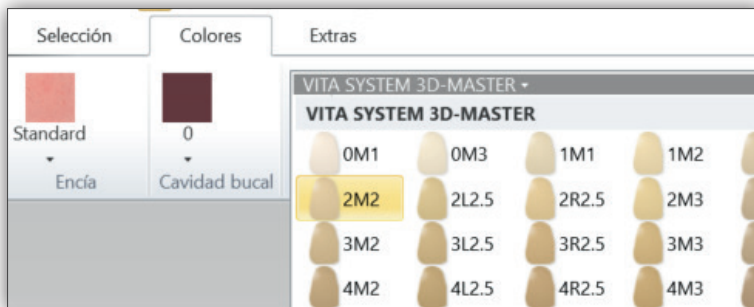 Selección Colores Extras
Standard
Encía
0
Cavidad bucal
VITA SYSTEM 3D-MASTER
VITA SYSTEM 3D-MASTER
0M1 0M3 1M1 1M2
2M2 2L2.5 2R2.5 2M3
3M2 3L2.5 3R2.5 3M3
4M2 4L2.5 4R2.5 4M3